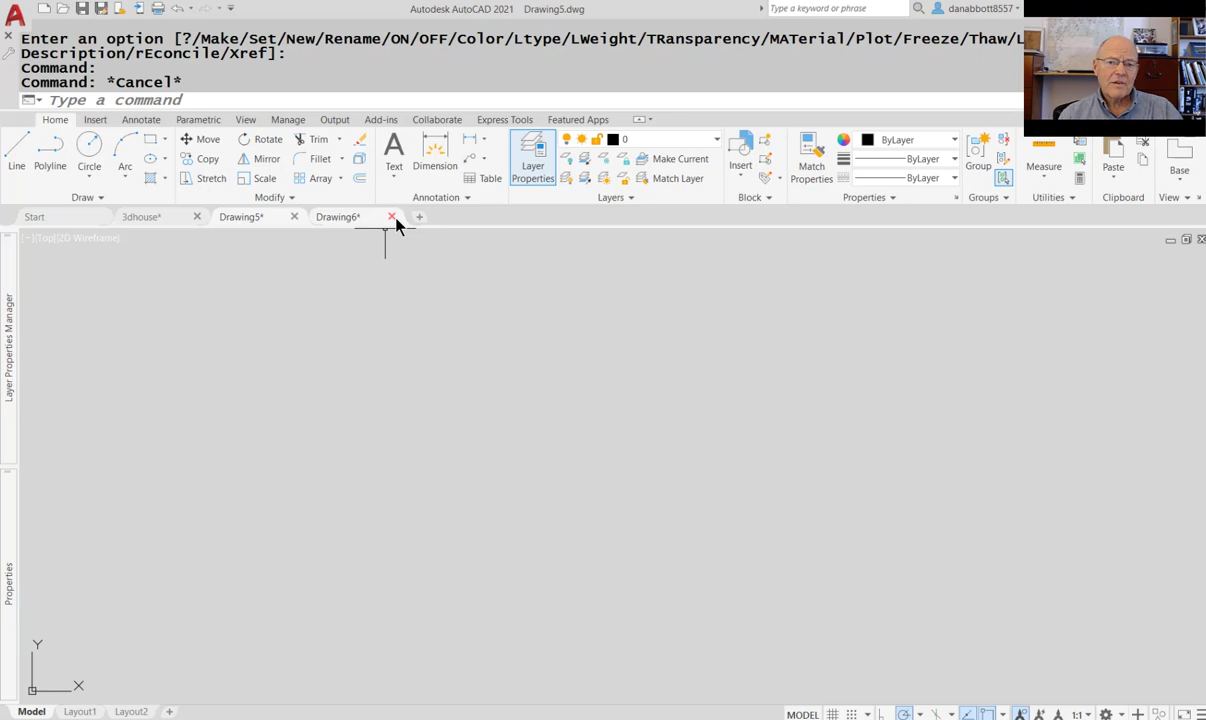 Autodesk AutoCAD 2021 Drawing5.dwg
Type a keyword or phrase
danabbott8557
Enter an option [?/Make/Set/New/Rename/ON/OFF/Color/Ltype/LWeight/TRansparency/MATerial/Plot/Freeze/Thaw/L
Description/rEconcile/Xref]:
Command:
Command: *Cancel*
Type a command
Home Insert Annotate Parametric View Manage Output Add-ins Collaborate Express Tools Featured Apps
Line
Polyline
Circle
Arc
Move
Rotate
Trim
Copy
Mirror
Fillet
Stretch
Scale
Array
Text
Dimension
Table
Layer
Properties
0
Make Current
Match Layer
Insert
Match
Properties
ByLayer
ByLayer
ByLayer
Group
Measure
Paste
Base
Draw Modify Annotation Layers Block Properties Groups Utilities Clipboard View
Start 3dhouse* Drawing5* Drawing6*
[−][Top][2D Wireframe]
Layer Properties Manager
Properties
Y
X
Model Layout1 Layout2
MODEL 1:1